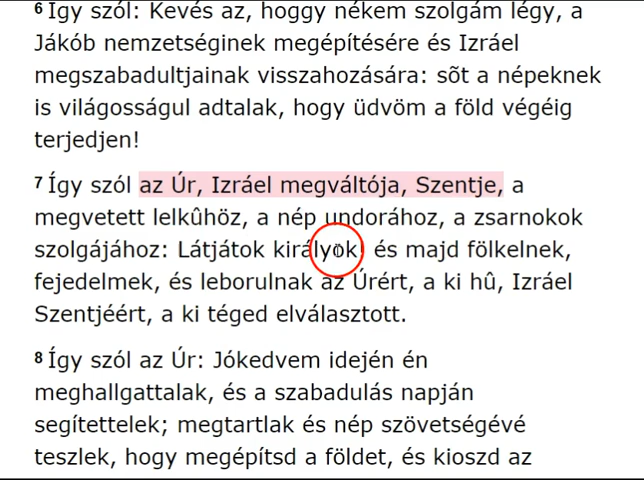 6 Így szól: Kevés az, hoggy nékem szolgám légy, a
Jákób nemzetséginek megépítésére és Izráel
megszabadultjainak visszahozására: sõt a népeknek
is világosságul adtalak, hogy üdvöm a föld végéig
terjedjen!
7 Így szól az Úr, Izráel megváltója, Szentje, a
megvetett lelkûhöz, a nép undorához, a zsarnokok
szolgájához: Látjátok királyok! és majd fölkelnek,
fejedelmek, és leborulnak az Úrért, a ki hû, Izráel
Szentjéért, a ki téged elválasztott.
8 Így szól az Úr: Jókedvem idején én
meghallgattalak, és a szabadulás napján
segítettelek; megtartlak és nép szövetségévé
teszlek, hogy megépítsd a földet, és kioszd az